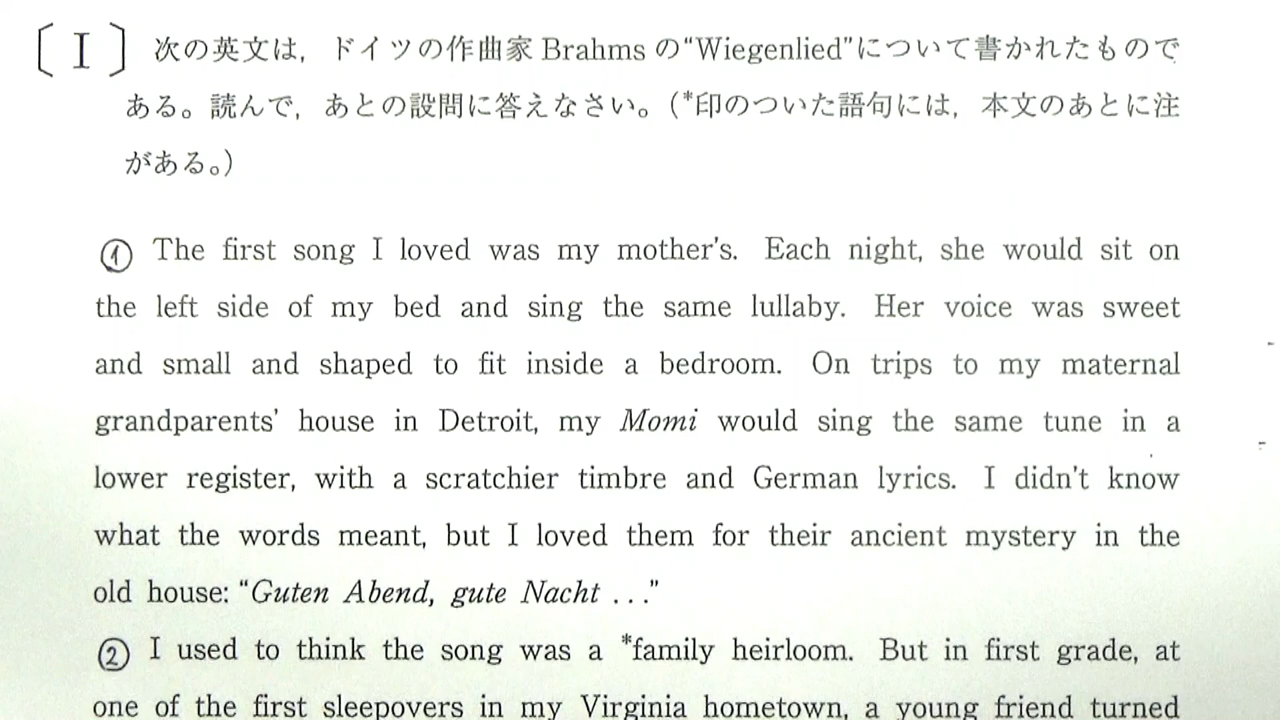 〔I〕 次の英文は，ドイツの作曲家 Brahms の“Wiegenlied”について書かれたもので
ある。読んで，あとの設問に答えなさい。（*印のついた語句には，本文のあとに注
がある。）
① The first song I loved was my mother's. Each night, she would sit on
the left side of my bed and sing the same lullaby. Her voice was sweet
and small and shaped to fit inside a bedroom. On trips to my maternal
grandparents' house in Detroit, my Momi would sing the same tune in a
lower register, with a scratchier timbre and German lyrics. I didn't know
what the words meant, but I loved them for their ancient mystery in the
old house: “Guten Abend, gute Nacht ...”
② I used to think the song was a *family heirloom. But in first grade, at
one of the first sleepovers in my Virginia hometown, a young friend turned